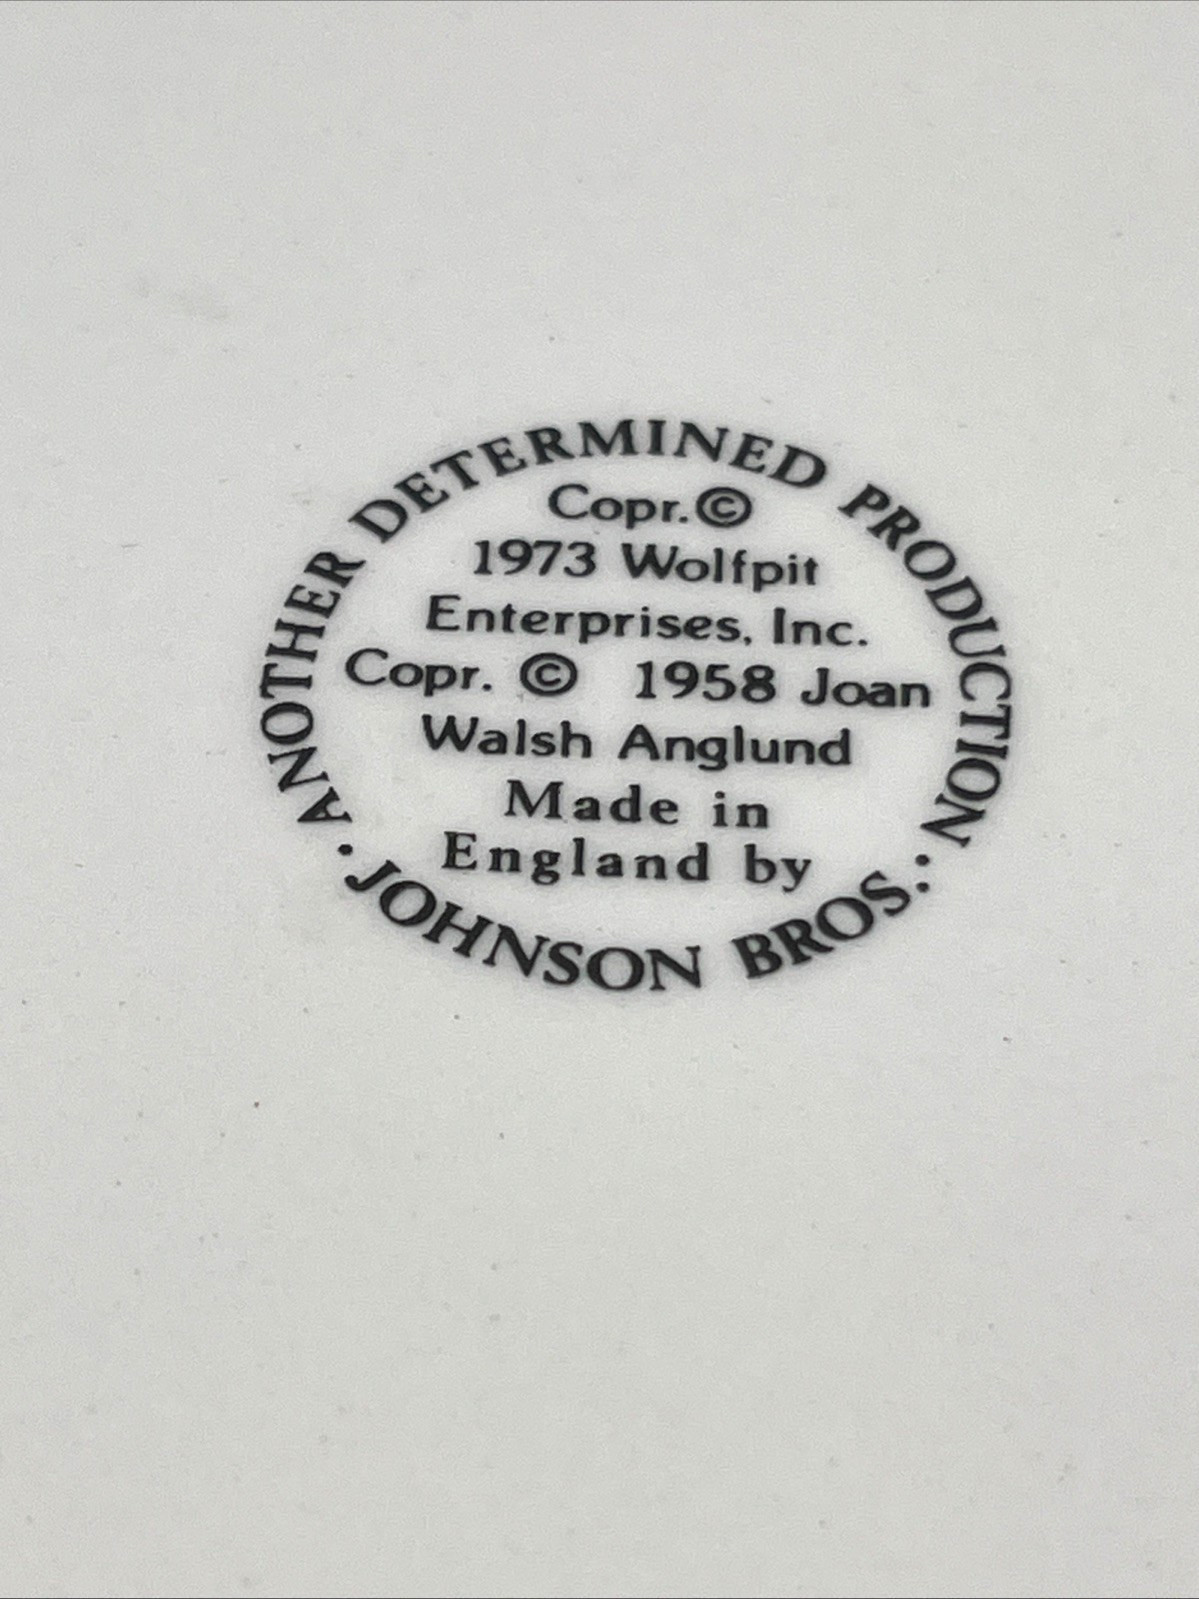 ANOTHER DETERMINED PRODUCTION
Copr.©
1973 Wolfpit
Enterprises, Inc.
Copr. © 1958 Joan
Walsh Anglund
Made in
England by
· JOHNSON BROS.: